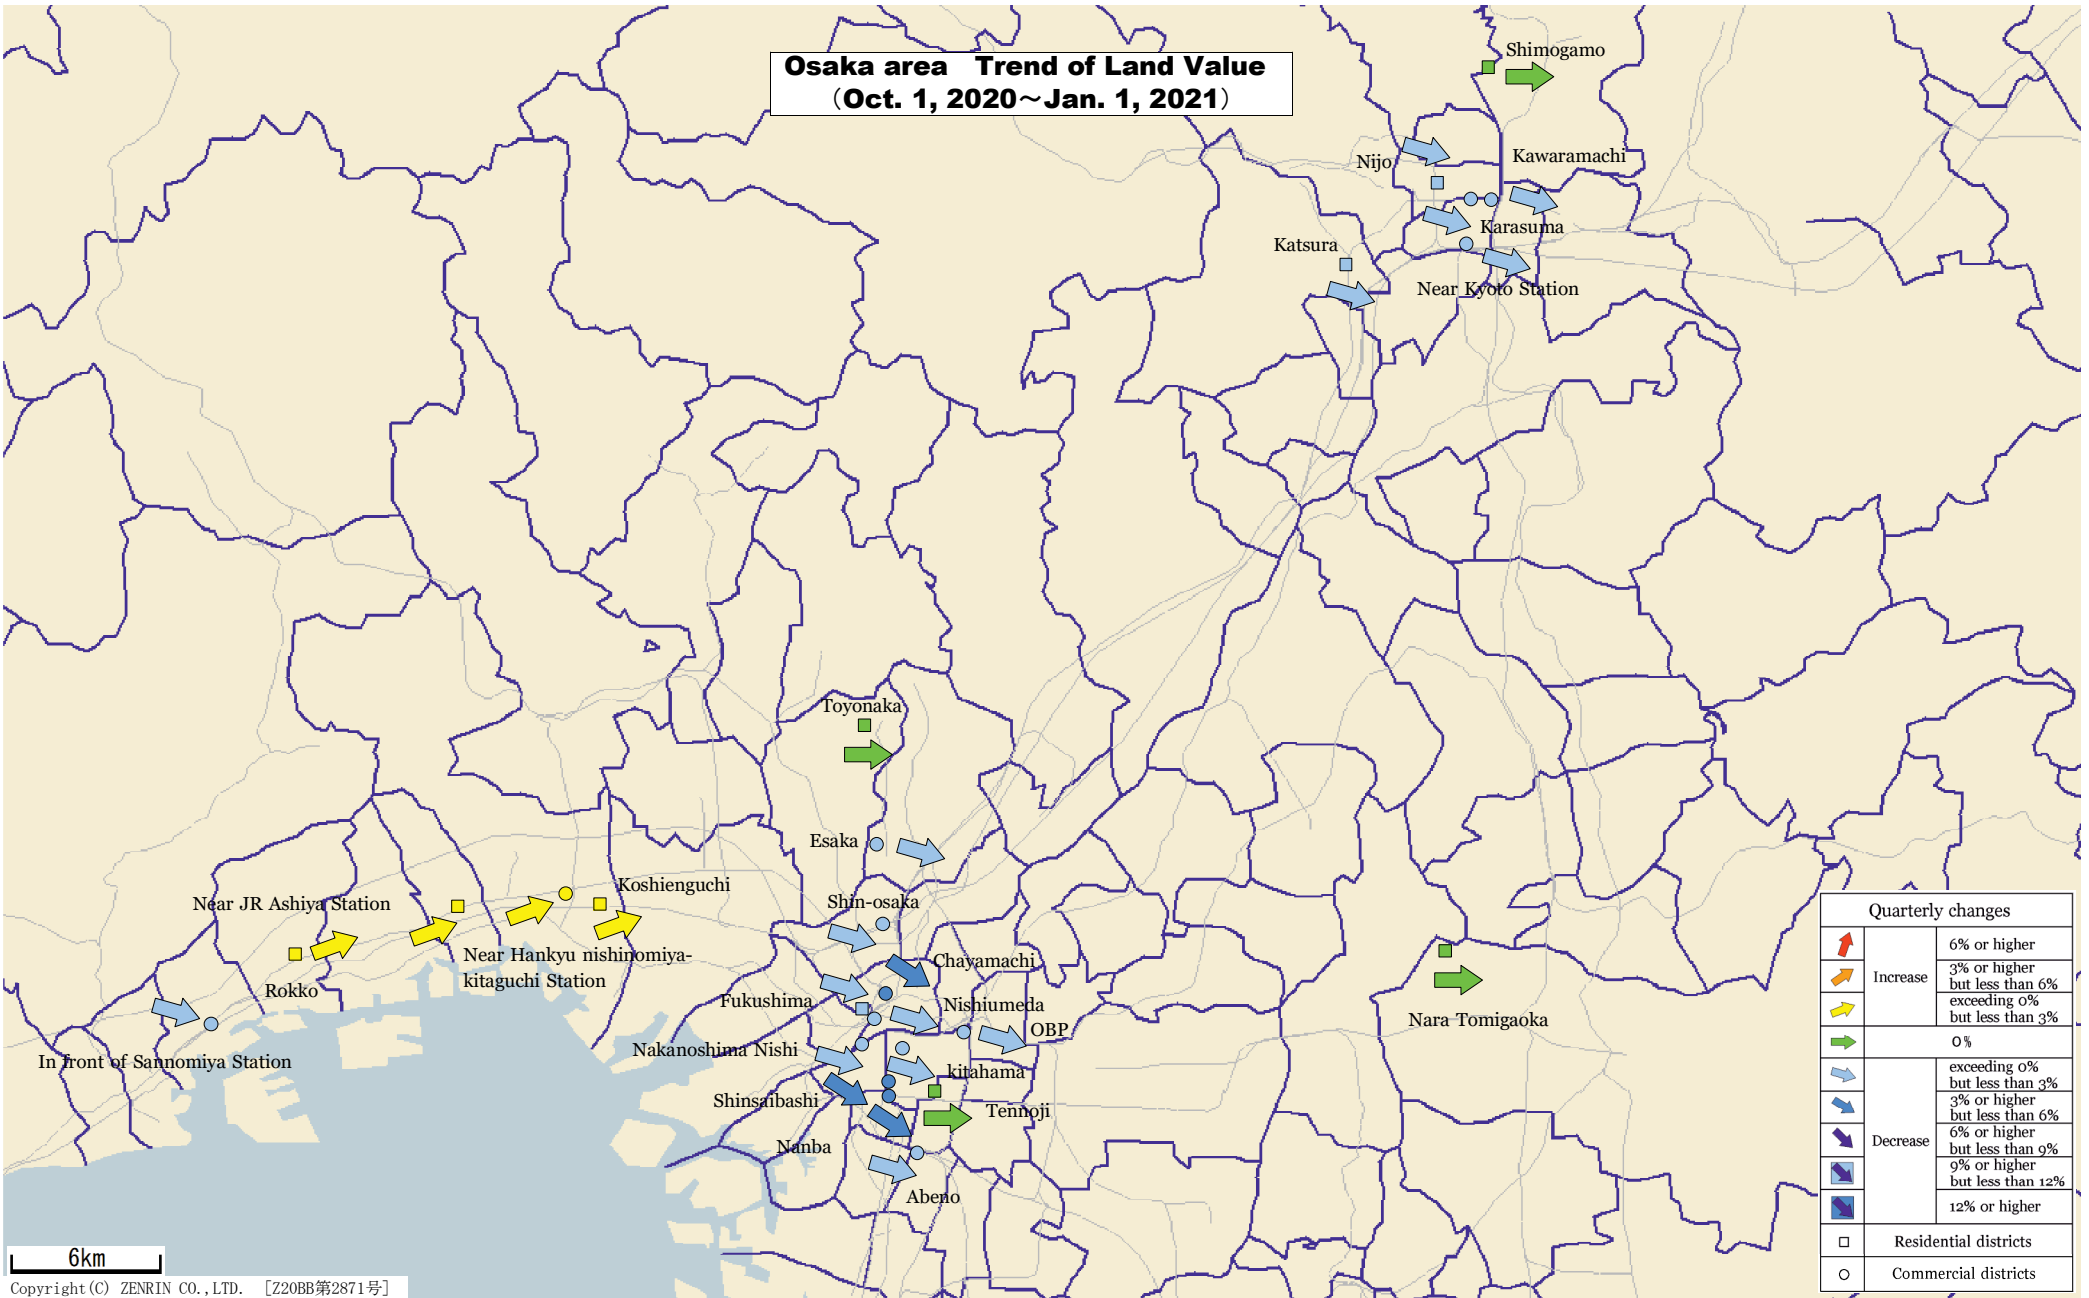 Osaka area　Trend of Land Value
（Oct. 1, 2020～Jan. 1, 2021）
Shimogamo
Nijo
Kawaramachi
Karasuma
Katsura
Near Kyoto Station
Toyonaka
Esaka
Koshienguchi
Near JR Ashiya Station
Shin-osaka
Near Hankyu nishinomiya-
kitaguchi Station
Chayamachi
Rokko
Fukushima
Nishiumeda
OBP
Nara Tomigaoka
Nakanoshima Nishi
In front of Sannomiya Station
kitahama
Shinsaibashi
Tennoji
Nanba
Abeno
Quarterly changes
Increase
6% or higher
3% or higher
but less than 6%
exceeding 0%
but less than 3%
0%
Decrease
exceeding 0%
but less than 3%
3% or higher
but less than 6%
6% or higher
but less than 9%
9% or higher
but less than 12%
12% or higher
Residential districts
Commercial districts
6km
Copyright(C) ZENRIN CO.,LTD. [Z20BB第2871号]